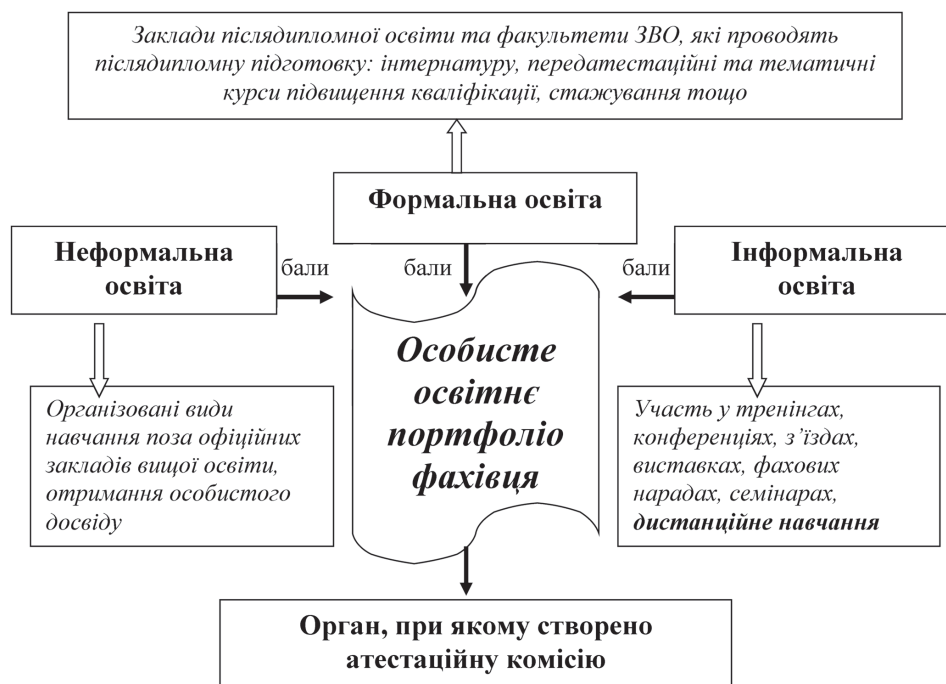 Заклади післядипломної освіти та факультети ЗВО, які проводять
післядипломну підготовку: інтернатуру, передатестаційні та тематичні
курси підвищення кваліфікації, стажування тощо
Формальна освіта
Неформальна
освіта
бали
бали
бали
Інформальна
освіта
Особисте
освітнє
портфоліо
фахівця
Організовані види
навчання поза офіційних
закладів вищої освіти,
отримання особистого
досвіду
Участь у тренінгах,
конференціях, з’їздах,
виставках, фахових
нарадах, семінарах,
дистанційне навчання
Орган, при якому створено
атестаційну комісію